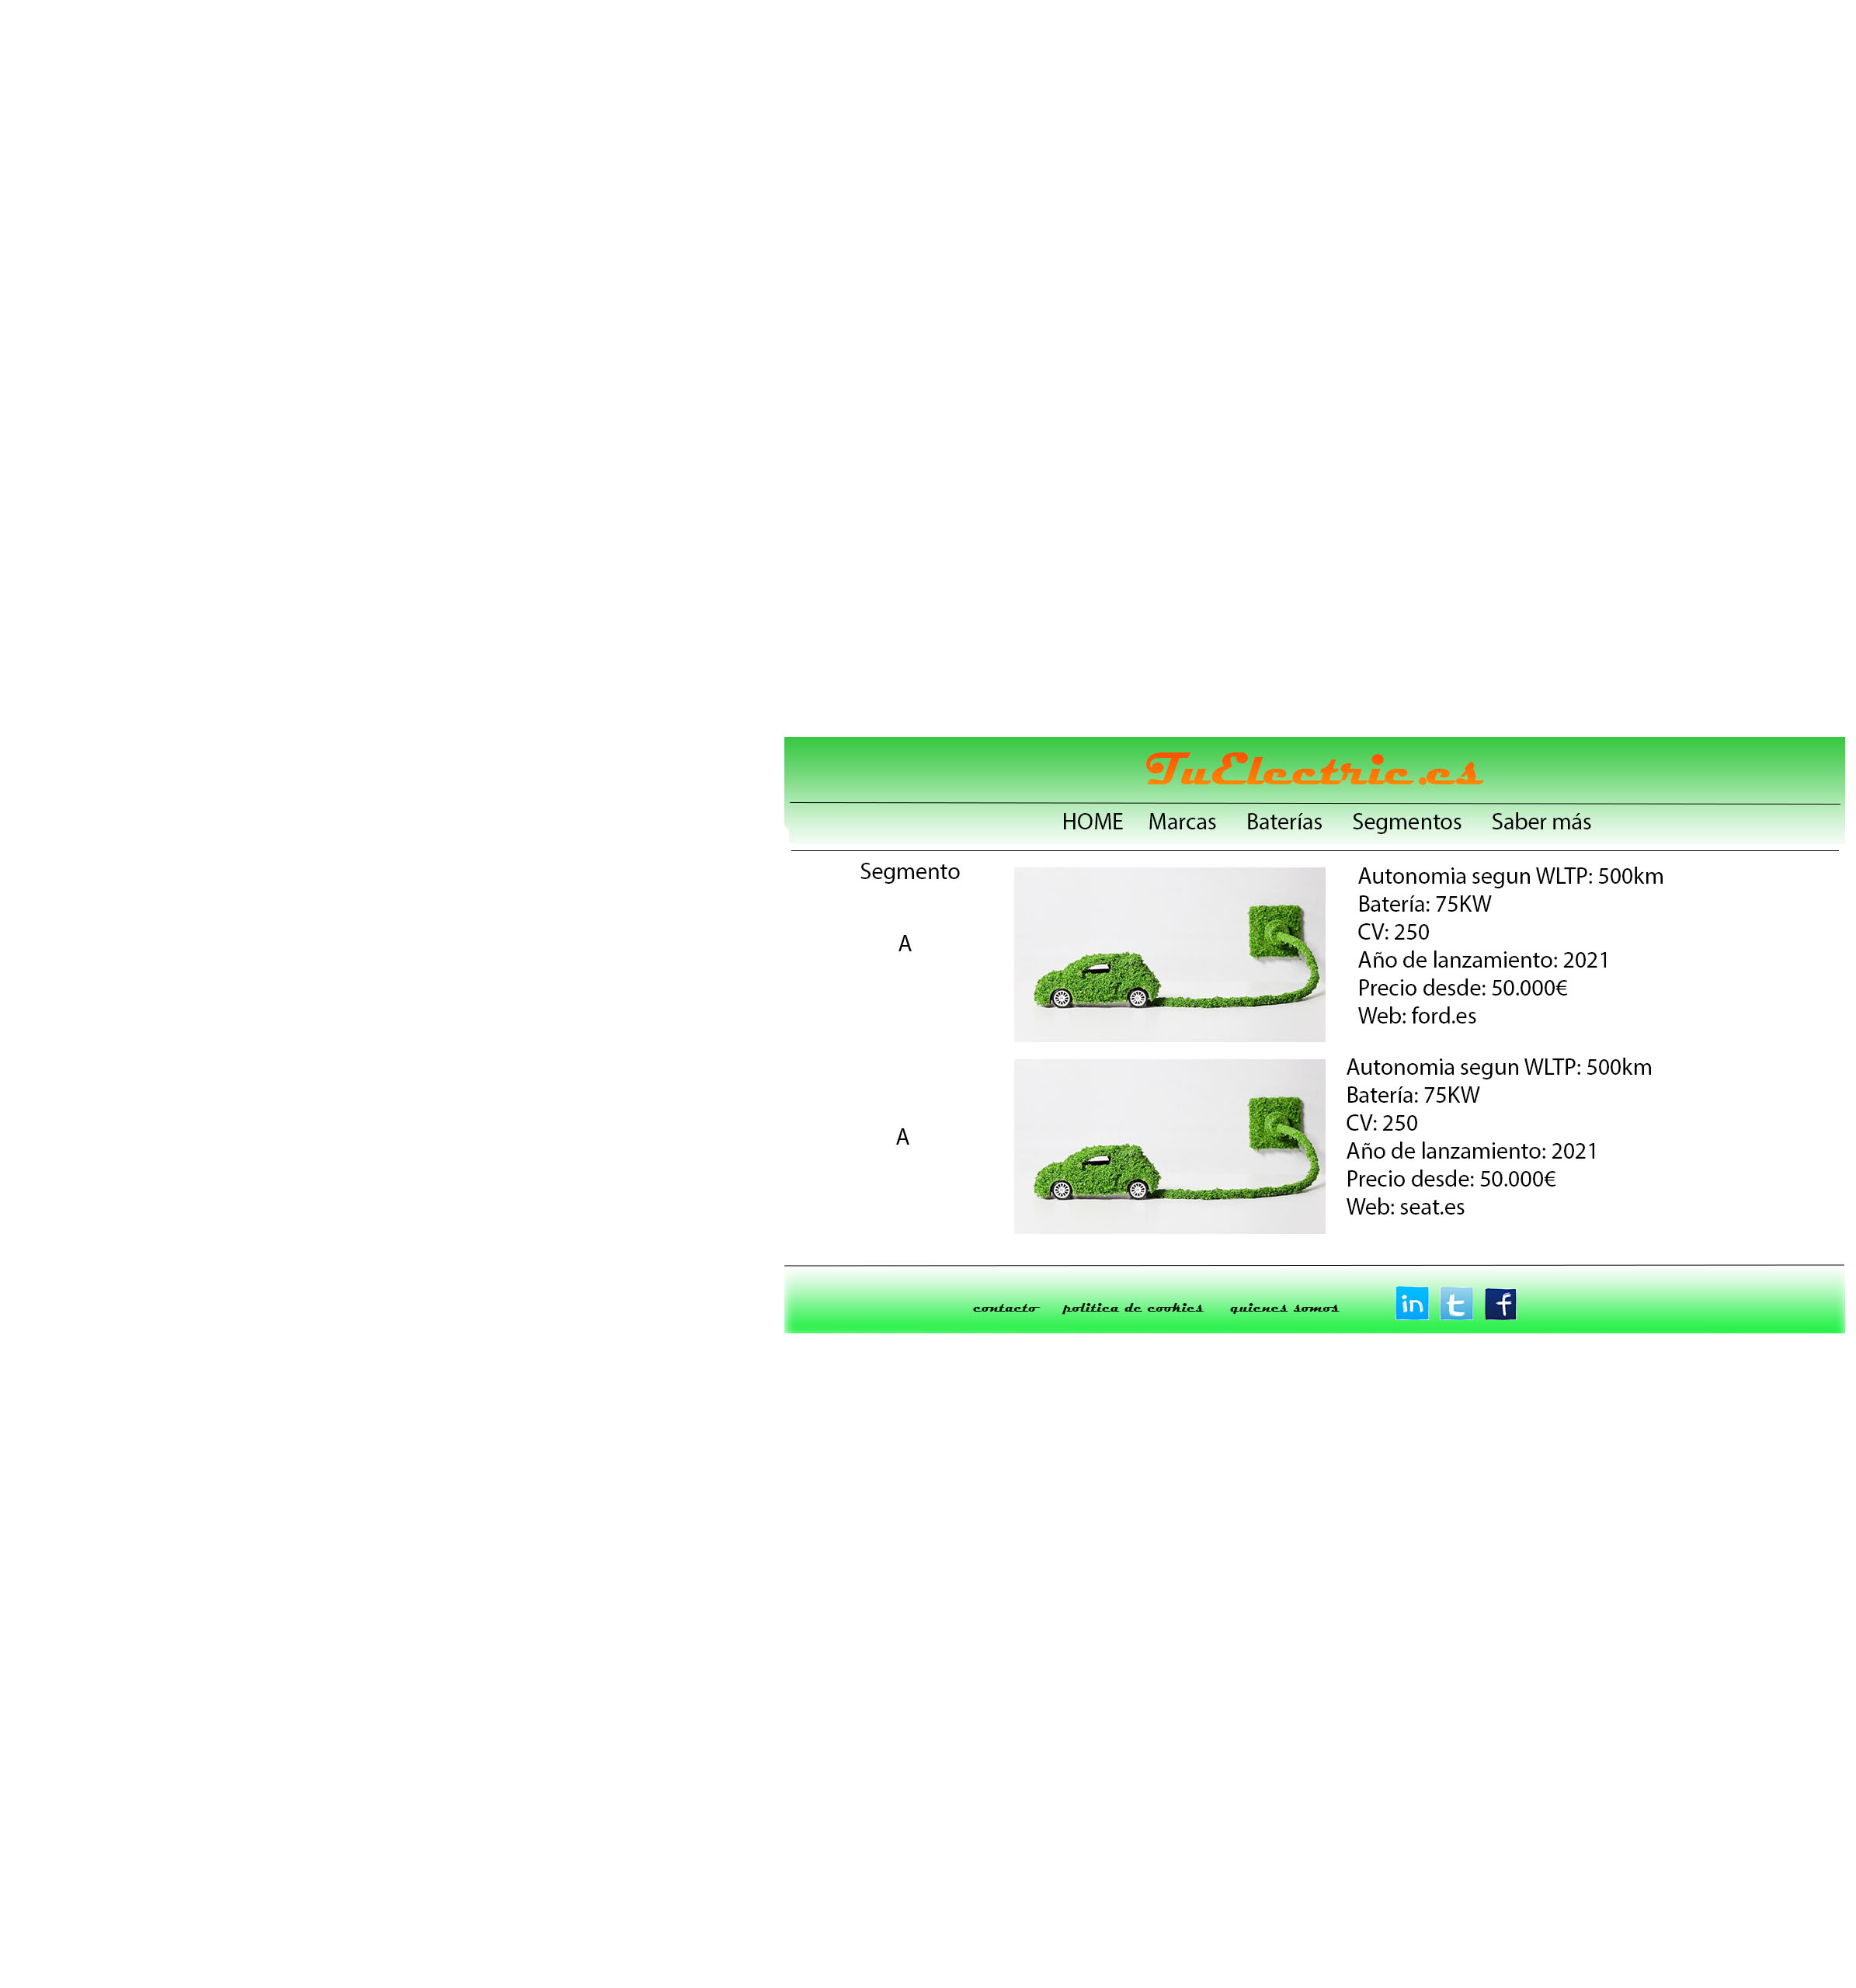 TuElectric.es
HOME Marcas Baterías Segmentos Saber más
Segmento
A
Autonomia segun WLTP: 500km
Batería: 75KW
CV: 250
Año de lanzamiento: 2021
Precio desde: 50.000€
Web: ford.es
A
Autonomia segun WLTP: 500km
Batería: 75KW
CV: 250
Año de lanzamiento: 2021
Precio desde: 50.000€
Web: seat.es
contacto politica de cookies quienes somos in t f